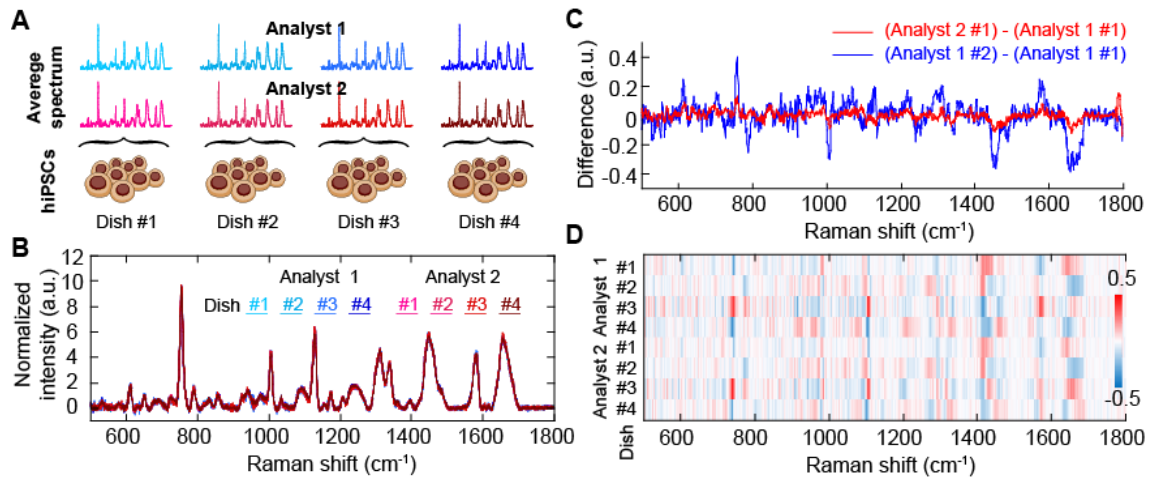 A
Analyst 1
Average
spectrum
Analyst 2
hiPSCs
Dish #1 Dish #2 Dish #3 Dish #4
B
Normalized
intensity (a.u.)
12
10
8
6
4
2
0
Analyst 1 Analyst 2
Dish #1 #2 #3 #4 #1 #2 #3 #4
600 800 1000 1200 1400 1600 1800
Raman shift (cm⁻¹)
C
(Analyst 2 #1) - (Analyst 1 #1)
(Analyst 1 #2) - (Analyst 1 #1)
Difference (a.u.)
0.4
0.2
0
-0.2
-0.4
600 800 1000 1200 1400 1600 1800
Raman shift (cm⁻¹)
D
Analyst 1
#1
#2
#3
#4
Analyst 2
#1
#2
#3
#4
Dish
0.5
-0.5
600 800 1000 1200 1400 1600 1800
Raman shift (cm⁻¹)